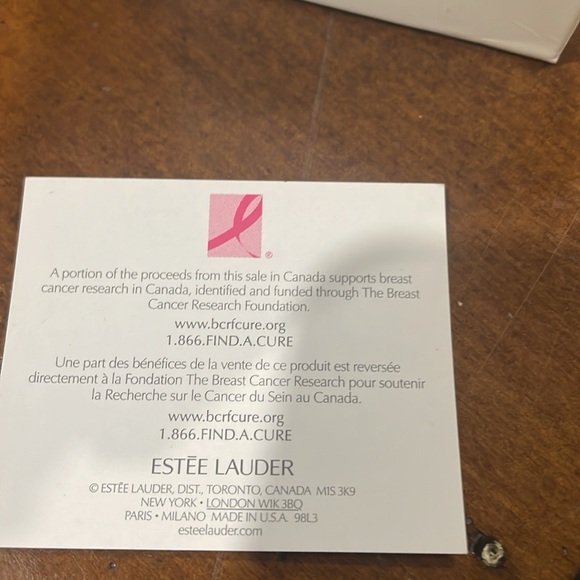 ®
A portion of the proceeds from this sale in Canada supports breast
cancer research in Canada, identified and funded through The Breast
Cancer Research Foundation.
www.bcrfcure.org
1.866.FIND.A.CURE
Une part des bénéfices de la vente de ce produit est reversée
directement à la Fondation The Breast Cancer Research pour soutenir
la Recherche sur le Cancer du Sein au Canada.
www.bcrfcure.org
1.866.FIND.A.CURE
ESTĒE LAUDER
© ESTĒE LAUDER, DIST., TORONTO, CANADA M1S 3K9
NEW YORK • LONDON W1K 3BQ
PARIS • MILANO MADE IN U.S.A. 98L3
esteelauder.com